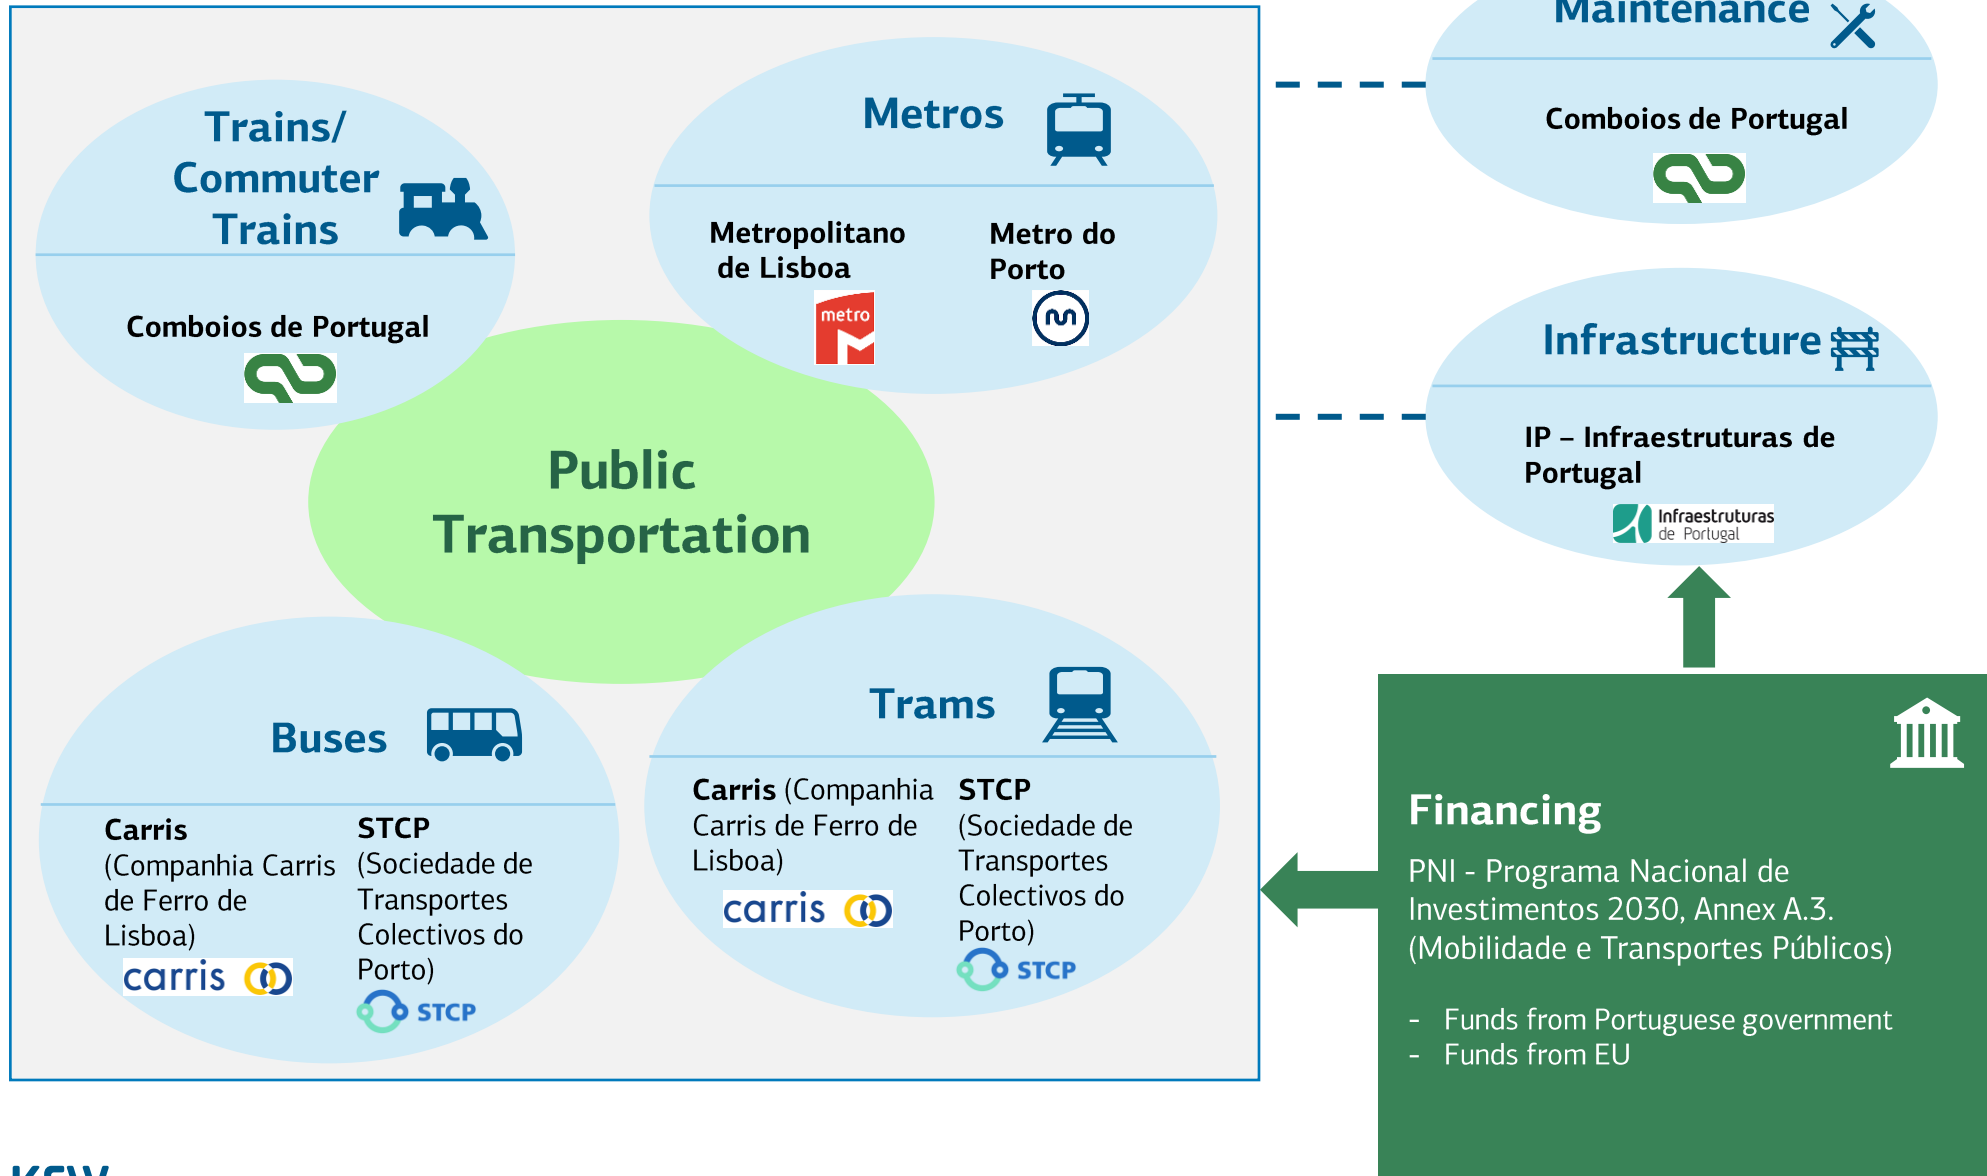 Trains/
Commuter
Trains
Comboios de Portugal
Metros
Metropolitano
de Lisboa
metro
Metro do
Porto
Public
Transportation
Buses
Carris
(Companhia Carris
de Ferro de
Lisboa)
carris
STCP
(Sociedade de
Transportes
Colectivos do
Porto)
STCP
Trams
Carris (Companhia
Carris de Ferro de
Lisboa)
carris
STCP
(Sociedade de
Transportes
Colectivos do
Porto)
STCP
Maintenance
Comboios de Portugal
Infrastructure
IP – Infraestruturas de
Portugal
Infraestruturas
de Portugal
Financing
PNI - Programa Nacional de
Investimentos 2030, Annex A.3.
(Mobilidade e Transportes Públicos)
- Funds from Portuguese government
- Funds from EU